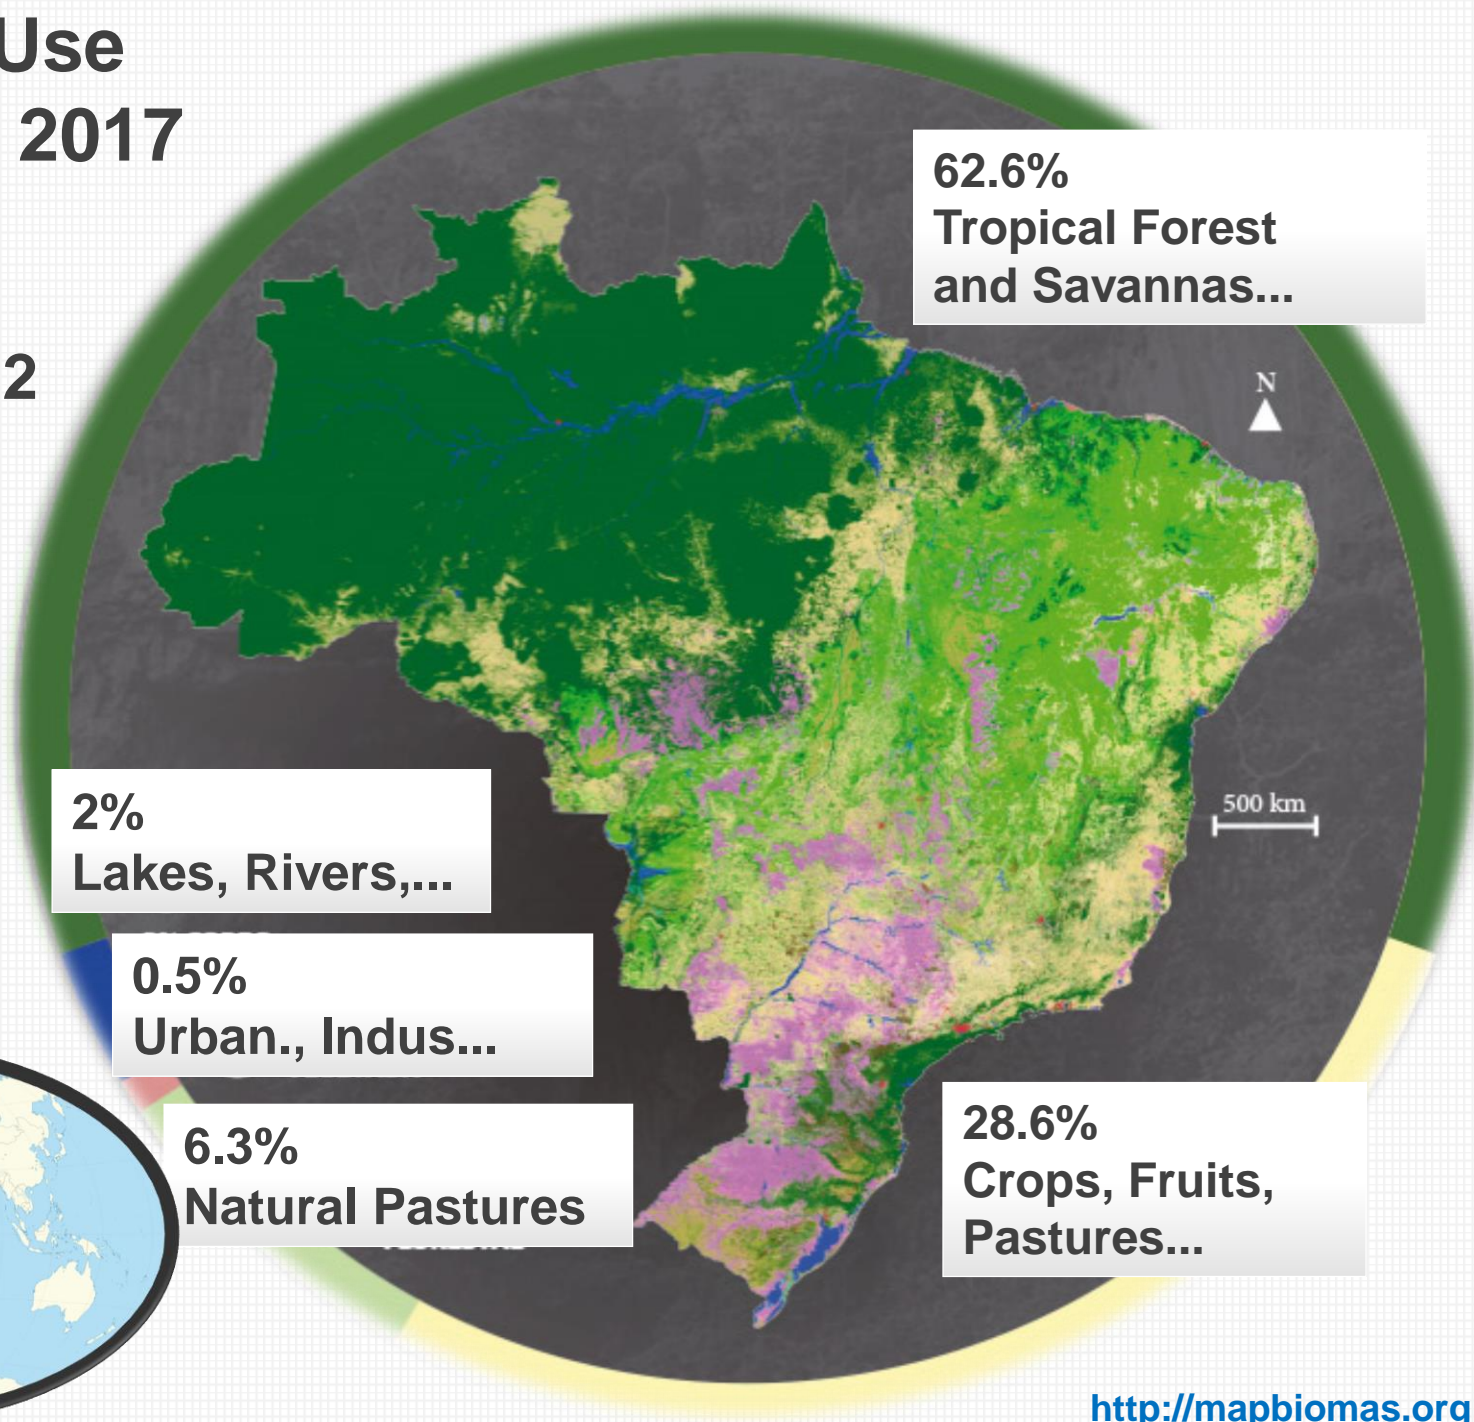 Use
2017
2
62.6%
Tropical Forest
and Savannas...
N
500 km
2%
Lakes, Rivers,...
0.5%
Urban., Indus...
6.3%
Natural Pastures
28.6%
Crops, Fruits,
Pastures...
http://mapbiomas.org